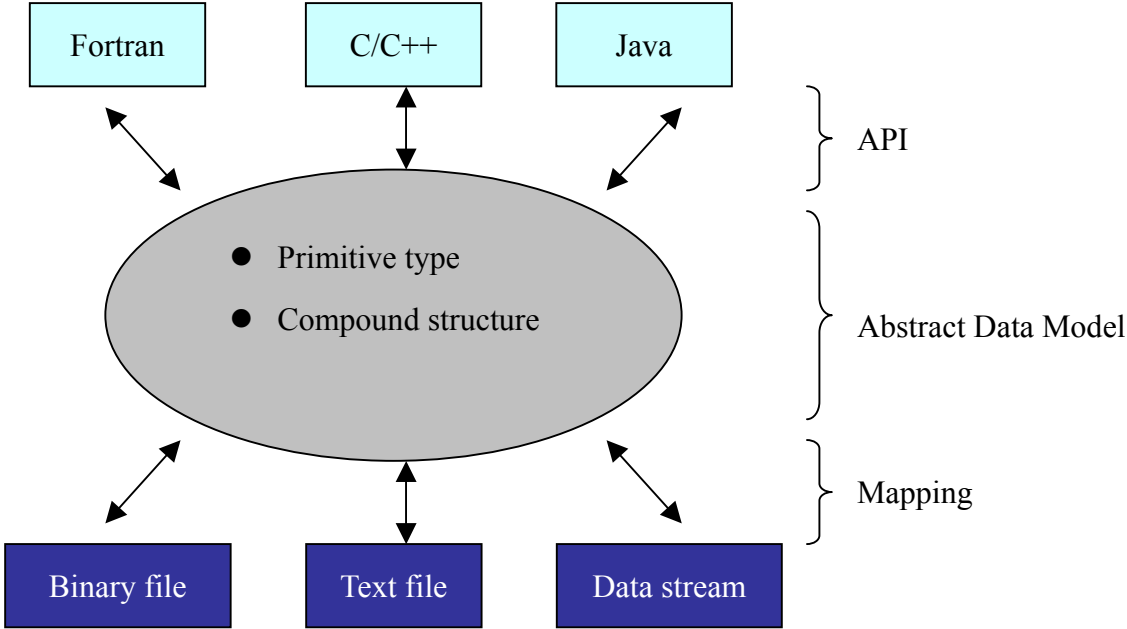 Fortran
C/C++
Java
API
● Primitive type
● Compound structure
Abstract Data Model
Mapping
Binary file
Text file
Data stream